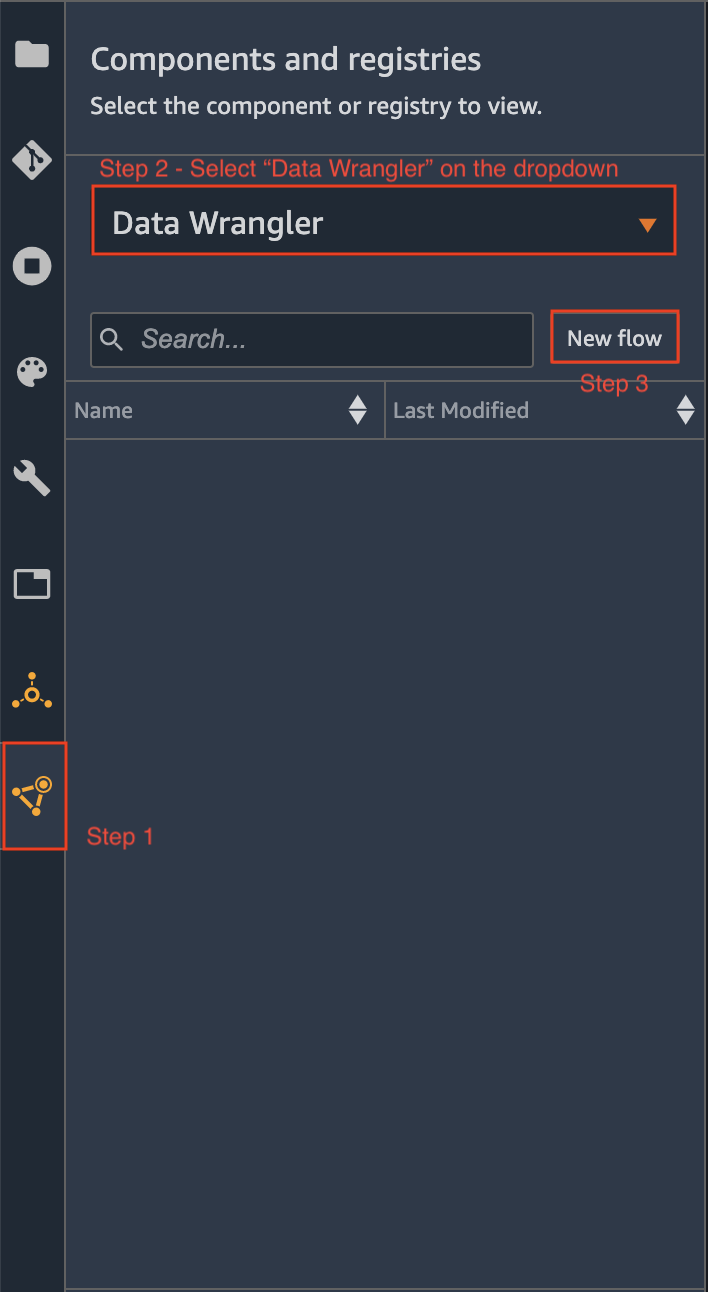 Components and registries
Select the component or registry to view.
Step 2 - Select “Data Wrangler” on the dropdown
Data Wrangler
Search...
New flow
Step 3
Name
Last Modified
Step 1